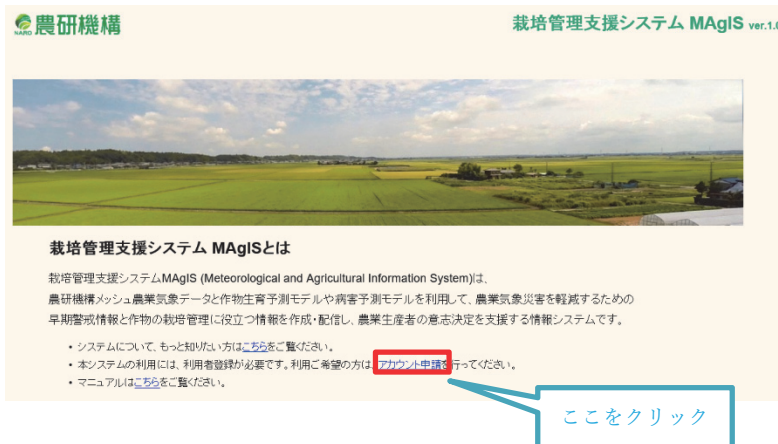 NARO 農研機構
栽培管理支援システム MAgIS ver.1.0
栽培管理支援システム MAgISとは
栽培管理支援システムMAgIS (Meteorological and Agricultural Information System)は、
農研機構メッシュ農業気象データと作物生育予測モデルや病害予測モデルを利用して、農業気象災害を軽減するための
早期警戒情報と作物の栽培管理に役立つ情報を作成・配信し、農業生産者の意志決定を支援する情報システムです。
・システムについて、もっと知りたい方はこちらをご覧ください。
・本システムの利用には、利用者登録が必要です。利用ご希望の方は、アカウント申請を行ってください。
・マニュアルはこちらをご覧ください。
ここをクリック